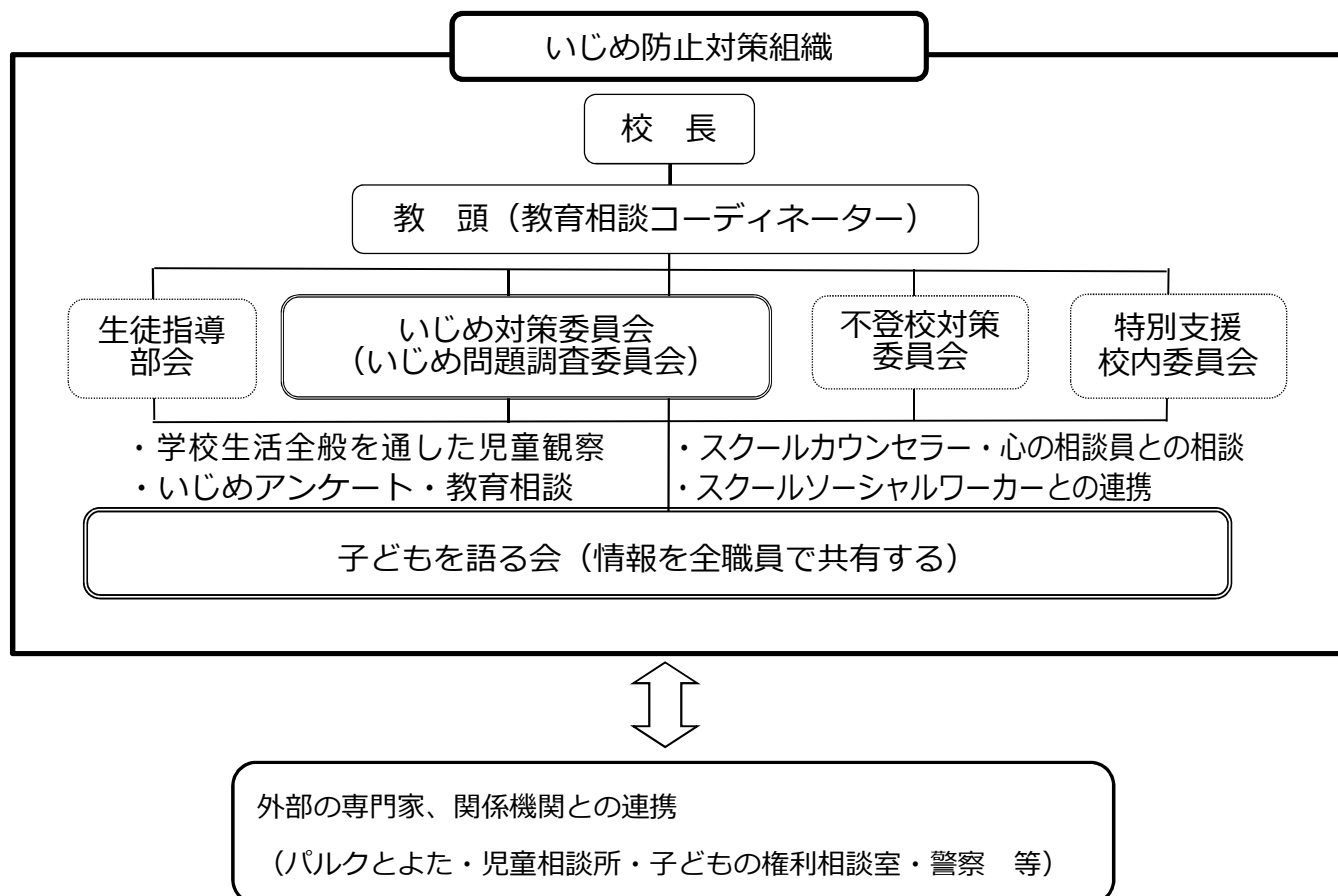 いじめ防止対策組織
校　長
教　頭（教育相談コーディネーター）
生徒指導
部会
いじめ対策委員会
（いじめ問題調査委員会）
不登校対策
委員会
特別支援
校内委員会
・学校生活全般を通した児童観察
・いじめアンケート・教育相談
・スクールカウンセラー・心の相談員との相談
・スクールソーシャルワーカーとの連携
子どもを語る会（情報を全職員で共有する）
外部の専門家、関係機関との連携
（パルクとよた・児童相談所・子どもの権利相談室・警察　等）